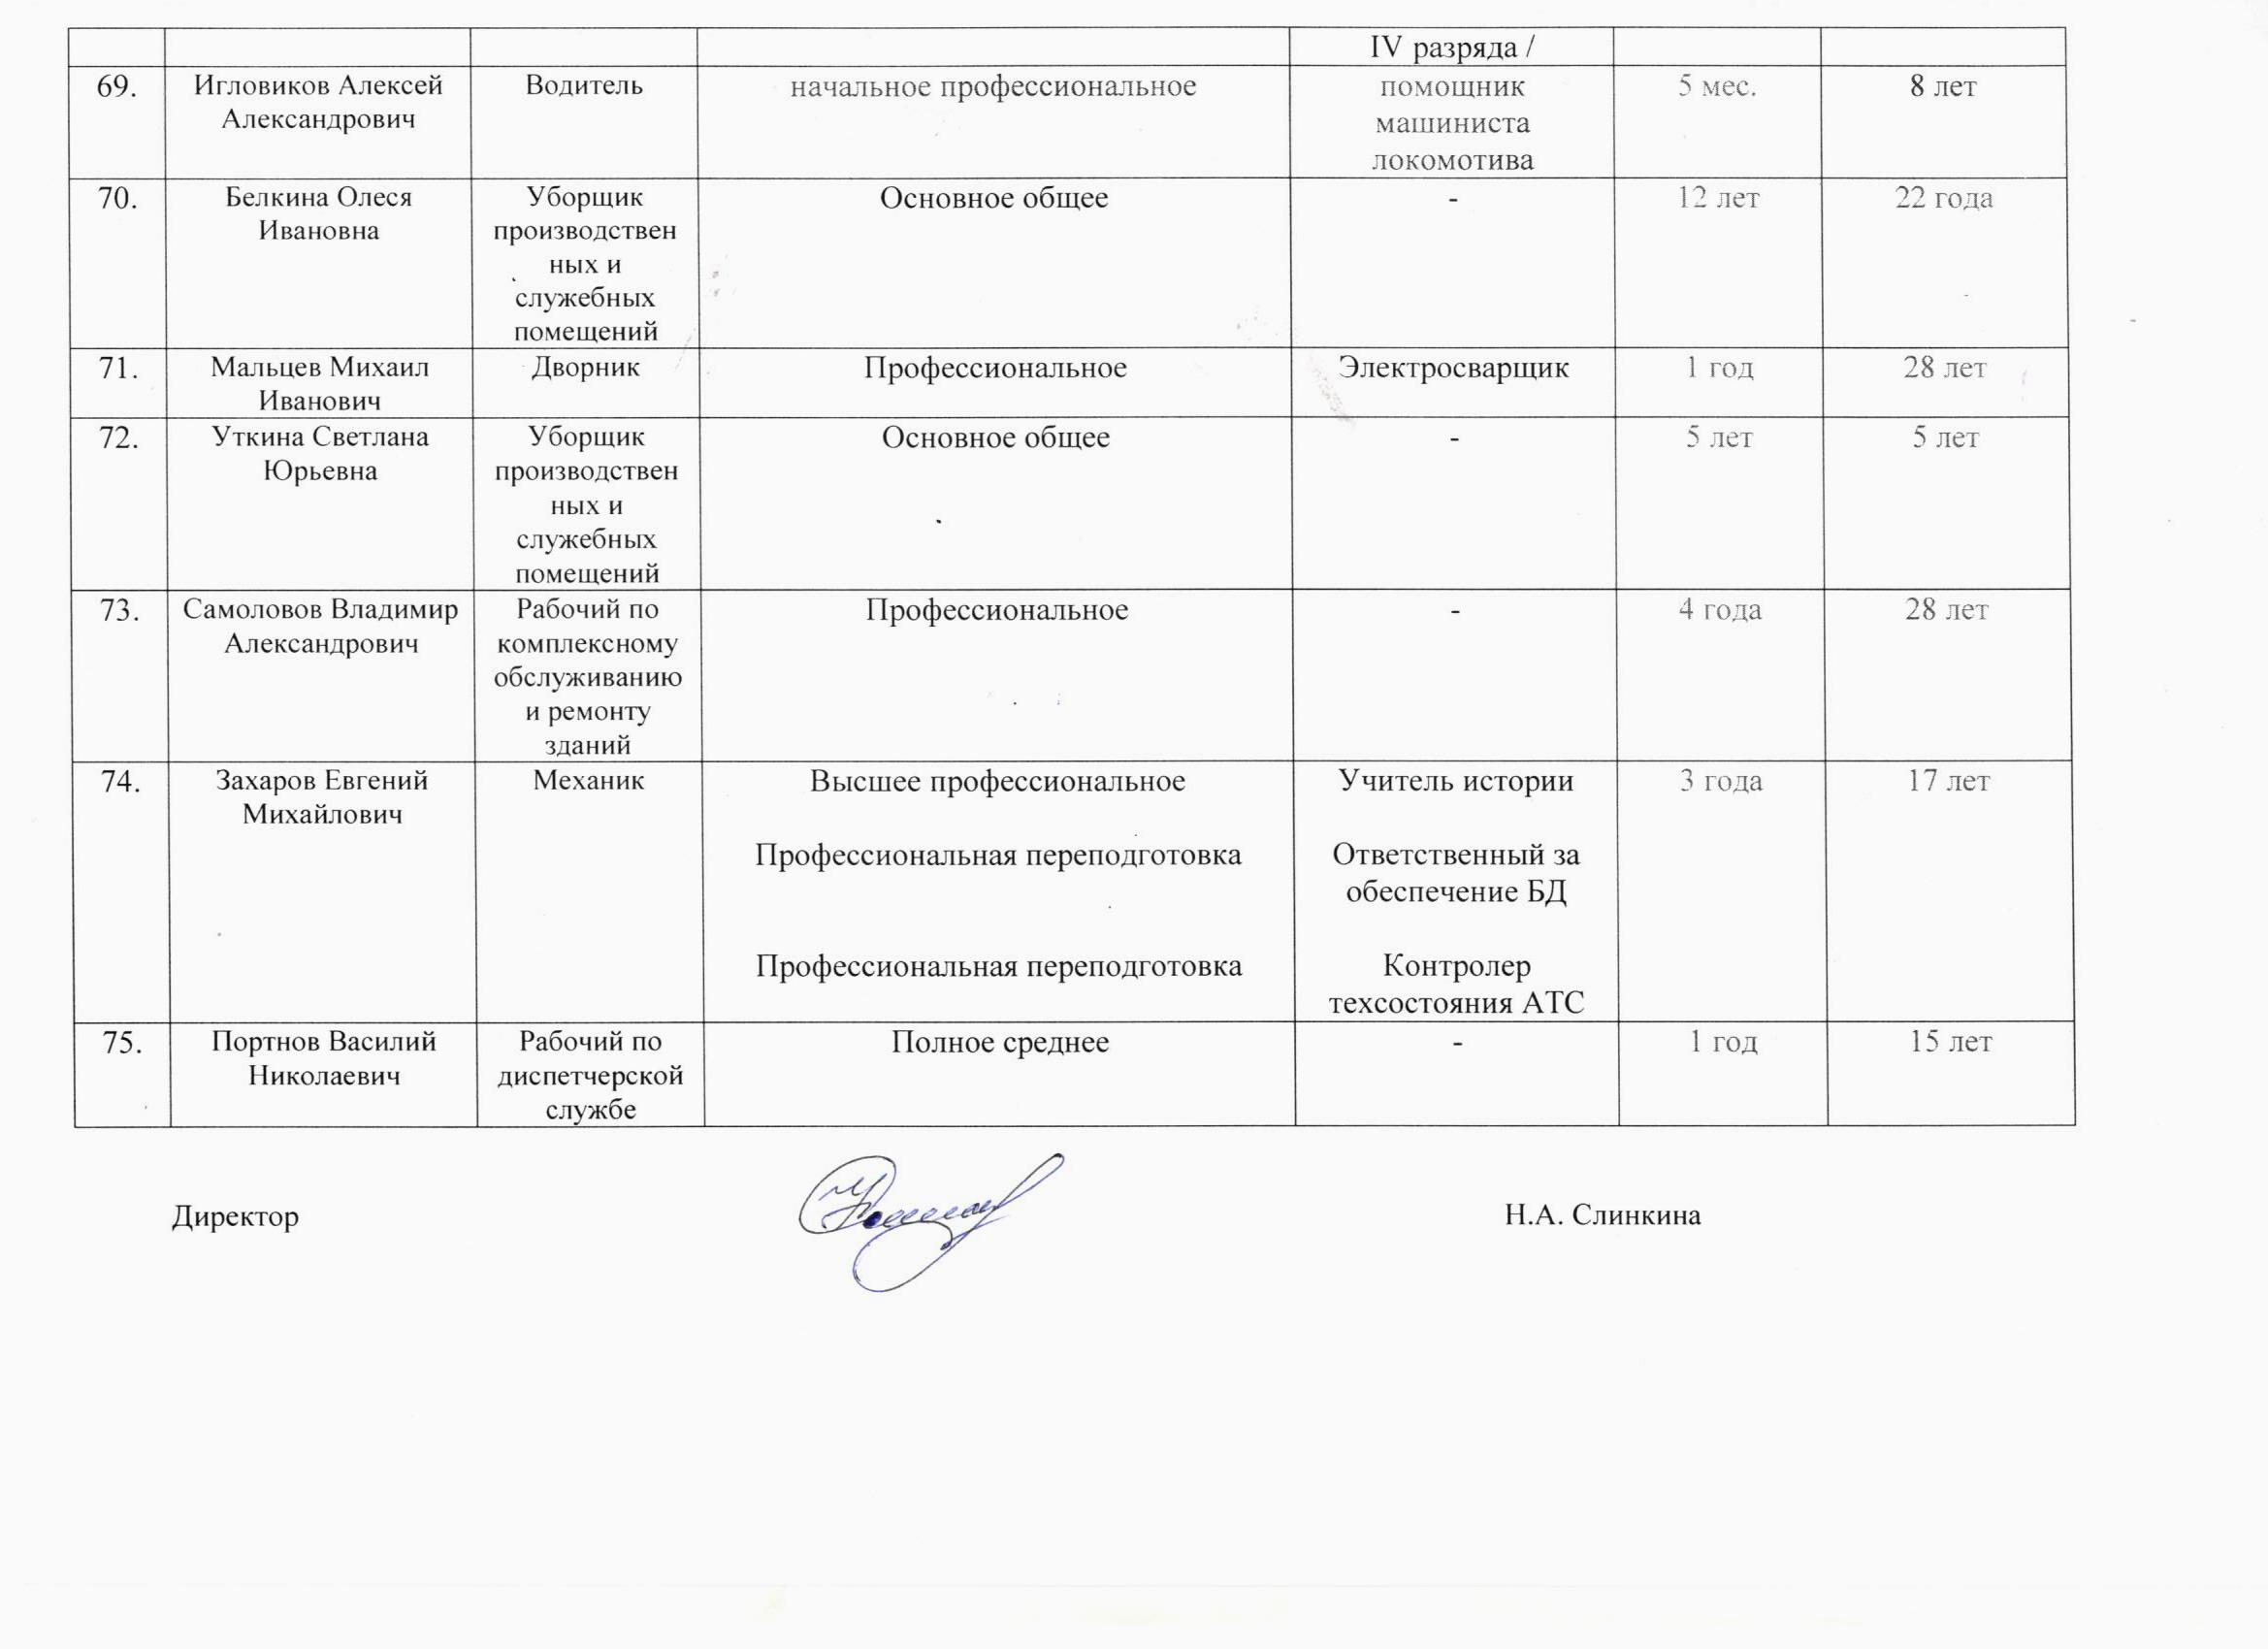 IV разряда /
69. Игловиков Алексей Водитель начальное профессиональное помощник 5 мес. 8 лет
Александрович машиниста
локомотива
70. Белкина Олеся Уборщик Основное общее - 12 лет 22 года
Ивановна производствен
ных и
служебных
помещений
71. Мальцев Михаил Дворник Профессиональное Электросварщик 1 год 28 лет
Иванович
72. Уткина Светлана Уборщик Основное общее - 5 лет 5 лет
Юрьевна производствен
ных и
служебных
помещений
73. Самоловов Владимир Рабочий по Профессиональное - 4 года 28 лет
Александрович комплексному
обслуживанию
и ремонту
зданий
74. Захаров Евгений Механик Высшее профессиональное Учитель истории 3 года 17 лет
Михайлович
Профессиональная переподготовка Ответственный за
обеспечение БД
Профессиональная переподготовка Контролер
техсостояния АТС
75. Портнов Василий Рабочий по Полное среднее - 1 год 15 лет
Николаевич диспетчерской
службе
Директор Н.А. Слинкина